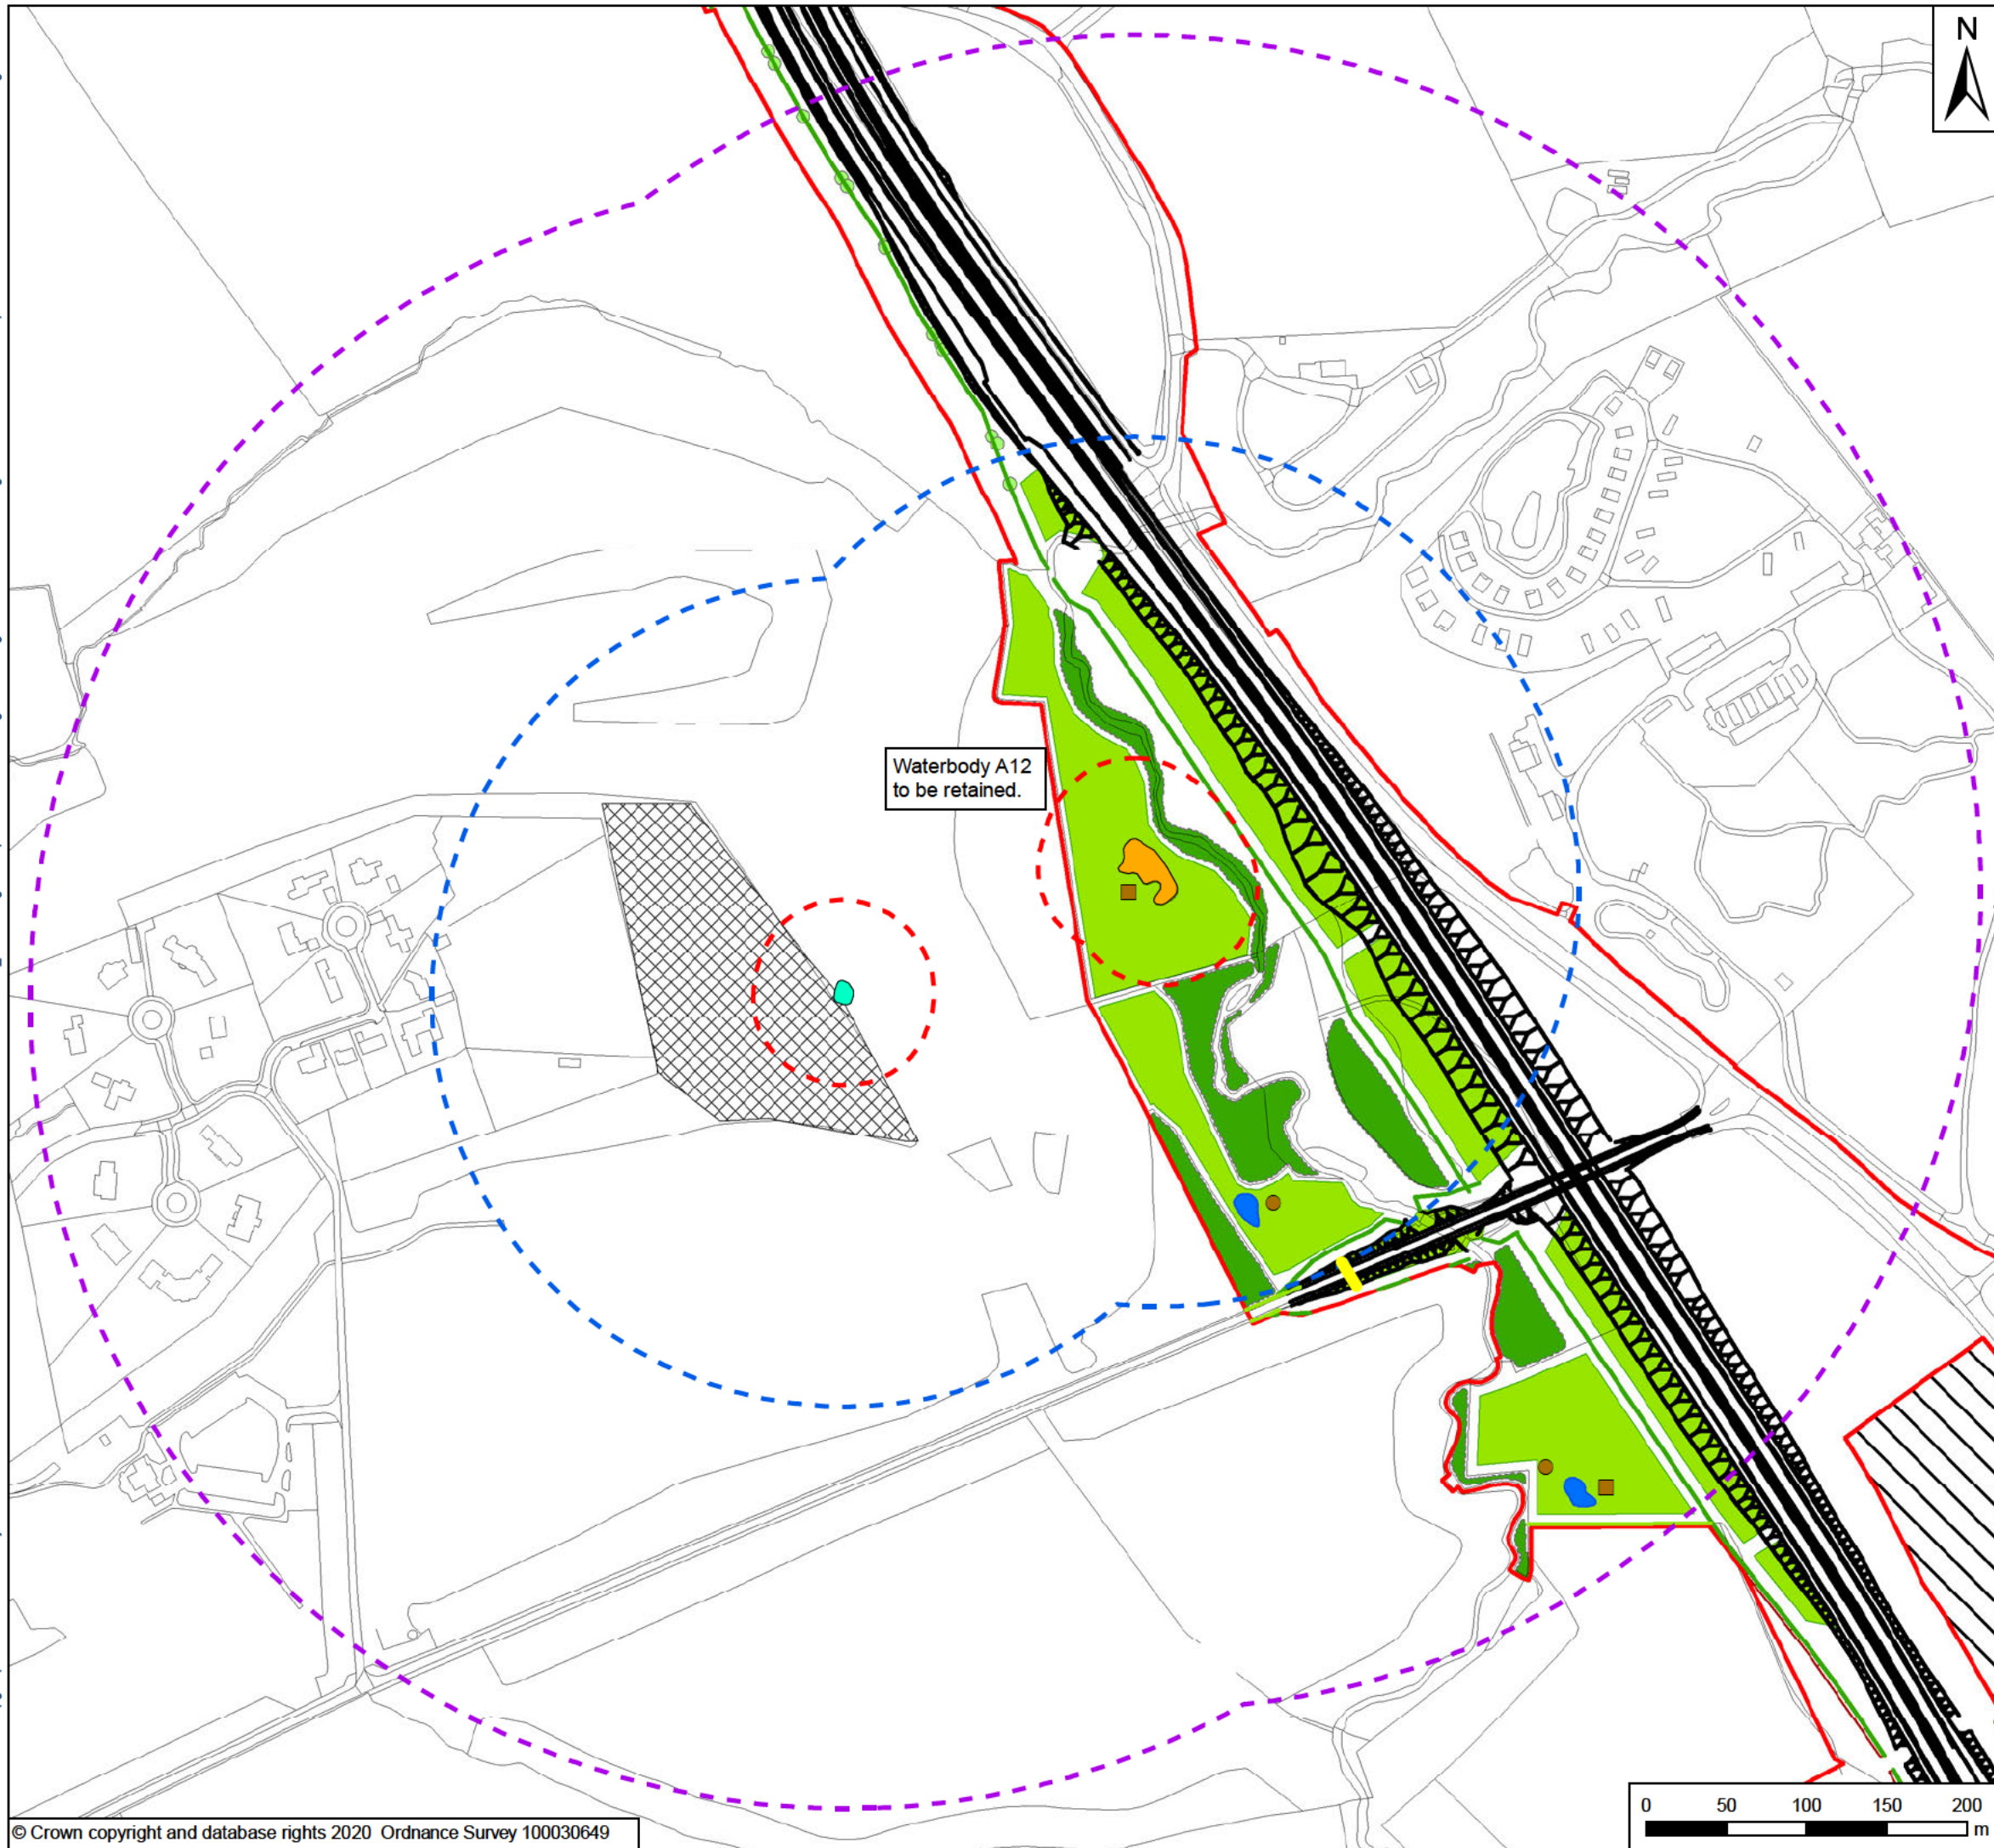 N
Waterbody A12
to be retained.
0 50 100 150 200
m
© Crown copyright and database rights 2020 Ordnance Survey 100030649